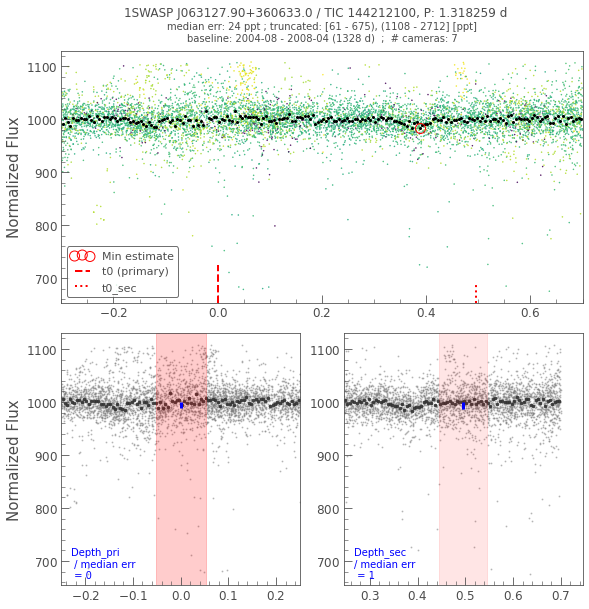 1SWASP J063127.90+360633.0 / TIC 144212100, P: 1.318259 d
median err: 24 ppt ; truncated: [61 - 675), (1108 - 2712] [ppt]
baseline: 2004-08 - 2008-04 (1328 d)  ;  # cameras: 7
Normalized Flux
1100
1000
900
800
700
Min estimate
t0 (primary)
t0_sec
−0.2
0.0
0.2
0.4
0.6
Normalized Flux
1100
1000
900
800
700
Depth_pri
/ median err
= 0
−0.2
−0.1
0.0
0.1
0.2
1100
1000
900
800
700
Depth_sec
/ median err
= 1
0.3
0.4
0.5
0.6
0.7